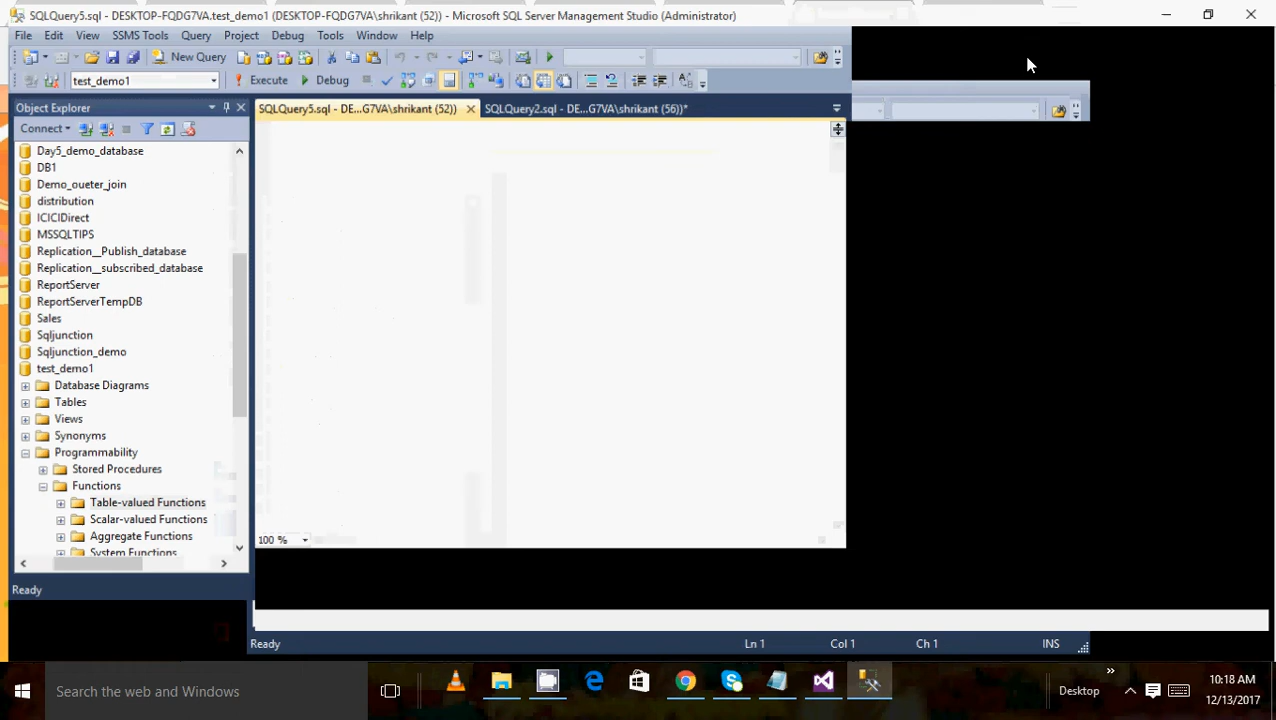 SQLQuery5.sql - DESKTOP-FQDG7VA.test_demo1 (DESKTOP-FQDG7VA\shrikant (52)) - Microsoft SQL Server Management Studio (Administrator)
File Edit View SSMS Tools Query Project Debug Tools Window Help
New Query
test_demo1 Execute Debug
Object Explorer
SQLQuery5.sql - DE...G7VA\shrikant (52))
SQLQuery2.sql - DE...G7VA\shrikant (56))*
Connect
Day5_demo_database
DB1
Demo_oueter_join
distribution
ICICIDirect
MSSQLTIPS
Replication__Publish_database
Replication__subscribed_database
ReportServer
ReportServerTempDB
Sales
Sqljunction
Sqljunction_demo
test_demo1
Database Diagrams
Tables
Views
Synonyms
Programmability
Stored Procedures
Functions
Table-valued Functions
Scalar-valued Functions
Aggregate Functions
System Functions
100 %
Ready
Ready Ln 1 Col 1 Ch 1 INS
Search the web and Windows
Desktop
10:18 AM
12/13/2017